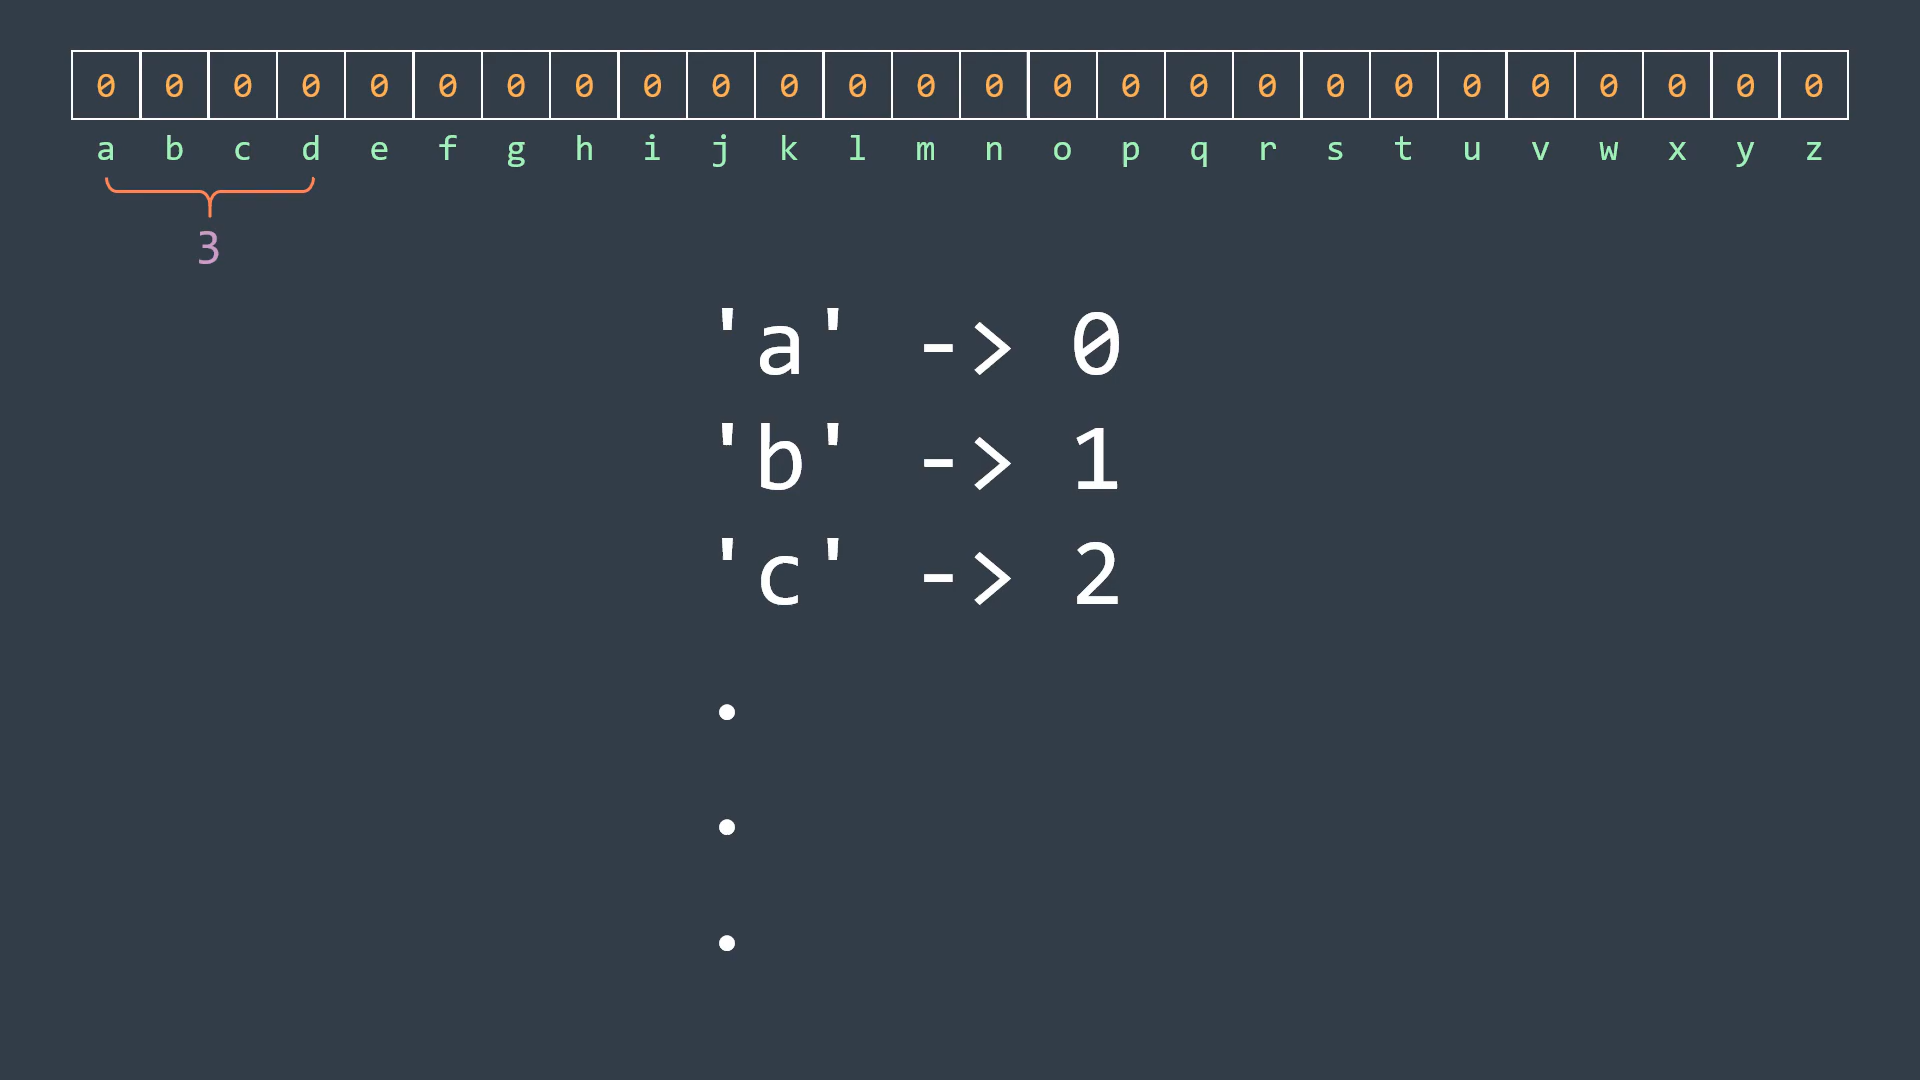 0 0 0 0 0 0 0 0 0 0 0 0 0 0 0 0 0 0 0 0 0 0 0 0 0 0
a b c d e f g h i j k l m n o p q r s t u v w x y z
3
'a' -> 0
'b' -> 1
'c' -> 2